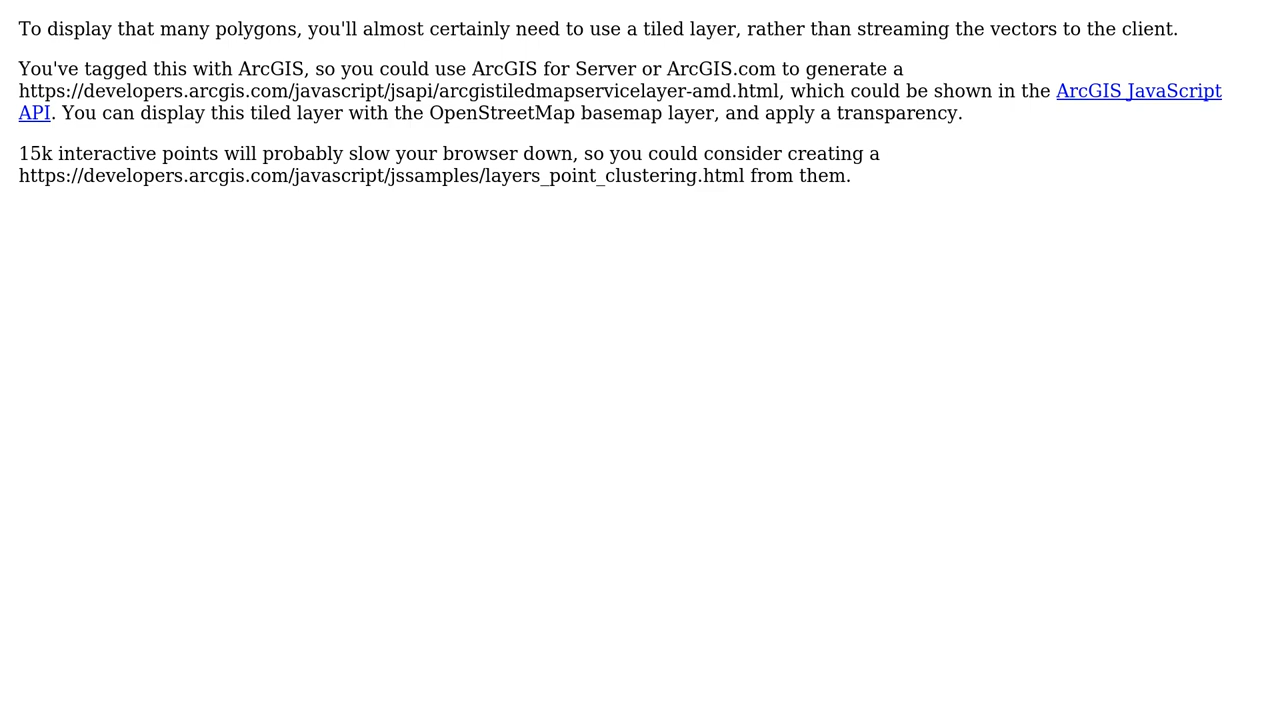 To display that many polygons, you'll almost certainly need to use a tiled layer, rather than streaming the vectors to the client.
You've tagged this with ArcGIS, so you could use ArcGIS for Server or ArcGIS.com to generate a
https://developers.arcgis.com/javascript/jsapi/arcgistiledmapservicelayer-amd.html, which could be shown in the ArcGIS JavaScript
API. You can display this tiled layer with the OpenStreetMap basemap layer, and apply a transparency.
15k interactive points will probably slow your browser down, so you could consider creating a
https://developers.arcgis.com/javascript/jssamples/layers_point_clustering.html from them.